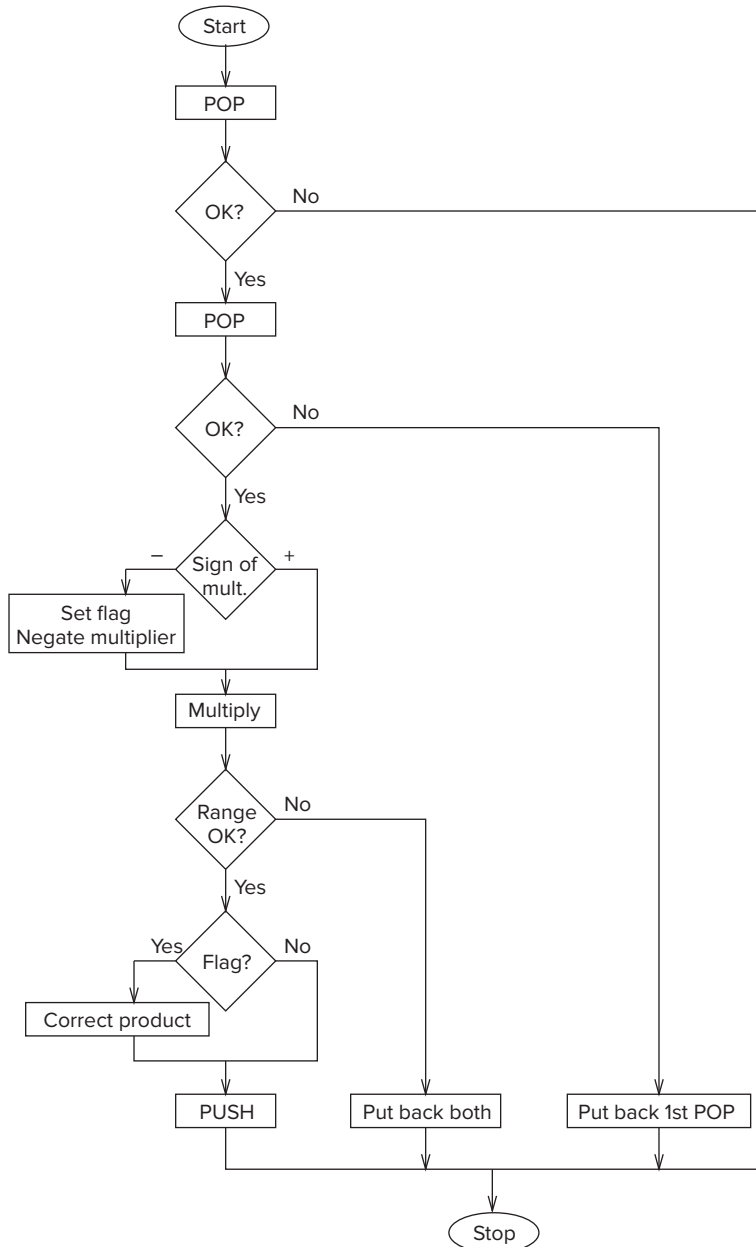 Start
POP
OK?
No
Yes
POP
OK?
No
Yes
Sign of
mult.
–
+
Set flag
Negate multiplier
Multiply
Range
OK?
No
Yes
Flag?
Yes
No
Correct product
PUSH
Put back both
Put back 1st POP
Stop